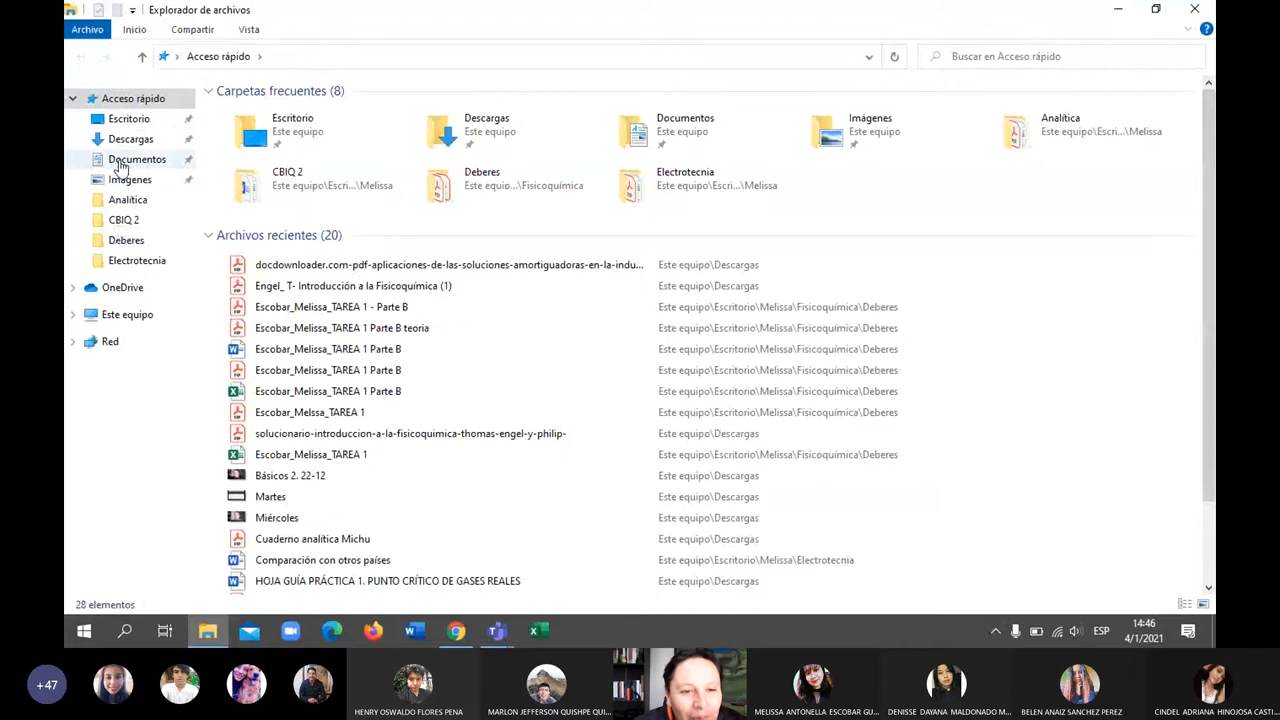 Explorador de archivos
Archivo Inicio Compartir Vista
Acceso rápido
Buscar en Acceso rápido
Acceso rápido
Escritorio
Descargas
Documentos
Imágenes
Analítica
CBIQ 2
Deberes
Electrotecnia
OneDrive
Este equipo
Red
Carpetas frecuentes (8)
Escritorio
Este equipo
Descargas
Este equipo
Documentos
Este equipo
Imágenes
Este equipo
Analítica
Este equipo\Escri...\Melissa
CBIQ 2
Este equipo\Escri...\Melissa
Deberes
Este equipo...\Fisicoquímica
Electrotecnia
Este equipo\Escri...\Melissa
Archivos recientes (20)
docdownloader.com-pdf-aplicaciones-de-las-soluciones-amortiguadoras-en-la-indu... Este equipo\Descargas
Engel_ T- Introducción a la Fisicoquímica (1) Este equipo\Descargas
Escobar_Melissa_TAREA 1 - Parte B Este equipo\Escritorio\Melissa\Fisicoquímica\Deberes
Escobar_Melissa_TAREA 1 Parte B teoria Este equipo\Escritorio\Melissa\Fisicoquímica\Deberes
Escobar_Melissa_TAREA 1 Parte B Este equipo\Escritorio\Melissa\Fisicoquímica\Deberes
Escobar_Melissa_TAREA 1 Parte B Este equipo\Escritorio\Melissa\Fisicoquímica\Deberes
Escobar_Melissa_TAREA 1 Parte B Este equipo\Escritorio\Melissa\Fisicoquímica\Deberes
Escobar_Melssa_TAREA 1 Este equipo\Escritorio\Melissa\Fisicoquímica\Deberes
solucionario-introduccion-a-la-fisicoquimica-thomas-engel-y-philip- Este equipo\Descargas
Escobar_Melissa_TAREA 1 Este equipo\Escritorio\Melissa\Fisicoquímica\Deberes
Básicos 2. 22-12 Este equipo\Descargas
Martes Este equipo\Descargas
Miércoles Este equipo\Descargas
Cuaderno analítica Michu Este equipo\Descargas
Comparación con otros países Este equipo\Escritorio\Melissa\Electrotecnia
HOJA GUÍA PRÁCTICA 1. PUNTO CRÍTICO DE GASES REALES Este equipo\Descargas
28 elementos
ESP
14:46
4/1/2021
+47
HENRY OSWALDO FLORES PEÑA
MARLON JEFFERSON QUISHPE QUI...
MELISSA ANTONELLA ESCOBAR GU...
DENISSE DAYANA MALDONADO M...
BELEN ANAIZ SANCHEZ PEREZ
CINDEL ADRIANA HINOJOSA CASTI...